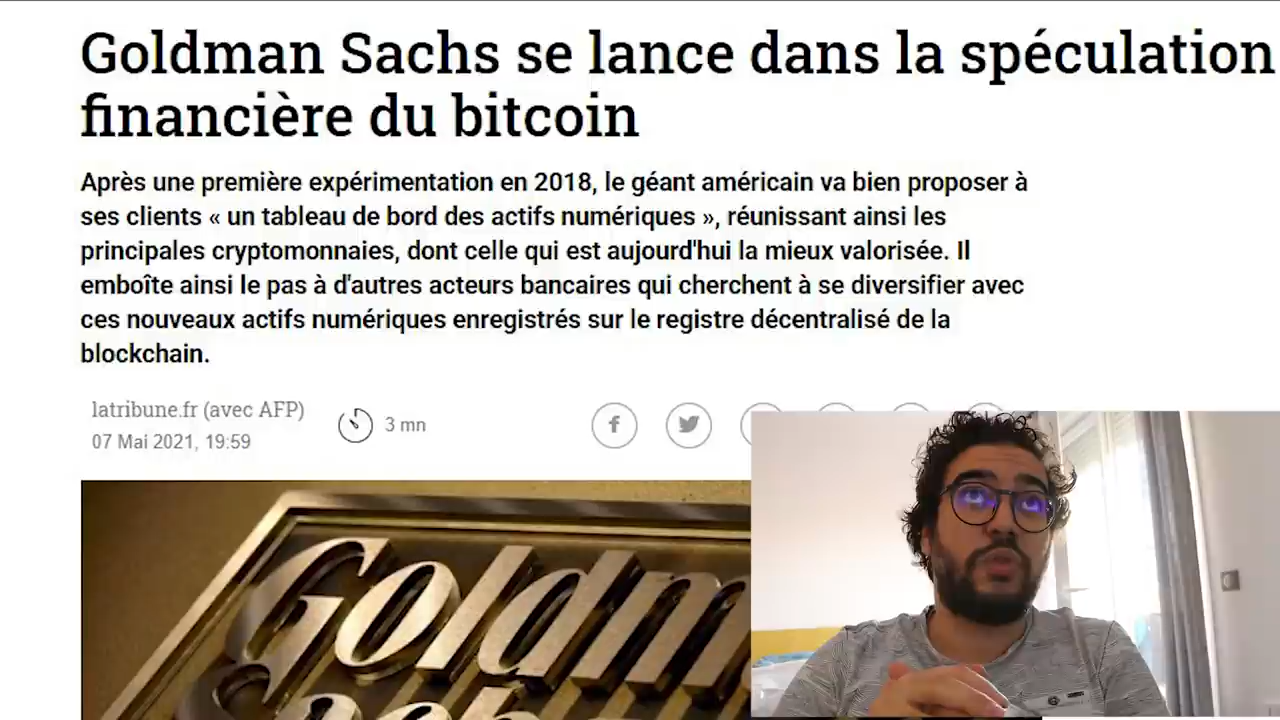 Goldman Sachs se lance dans la spéculation
financière du bitcoin
Après une première expérimentation en 2018, le géant américain va bien proposer à
ses clients « un tableau de bord des actifs numériques », réunissant ainsi les
principales cryptomonnaies, dont celle qui est aujourd'hui la mieux valorisée. Il
emboîte ainsi le pas à d'autres acteurs bancaires qui cherchent à se diversifier avec
ces nouveaux actifs numériques enregistrés sur le registre décentralisé de la
blockchain.
latribune.fr (avec AFP)
3 mn
07 Mai 2021, 19:59
Goldm
Sachs